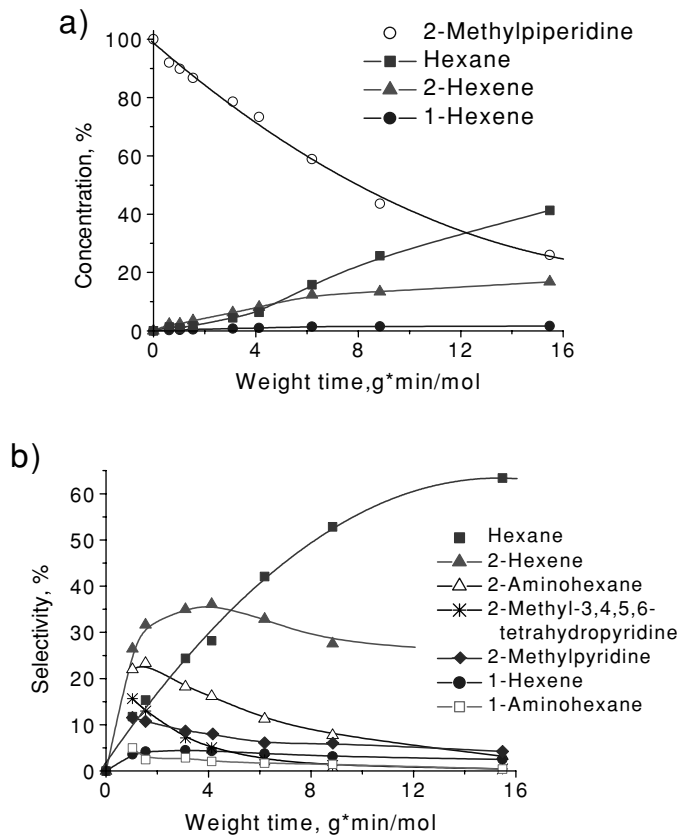 a)
2-Methylpiperidine
Hexane
2-Hexene
1-Hexene
100
80
60
40
20
0
Concentration, %
0 4 8 12 16
Weight time,g*min/mol
b)
60
50
40
30
20
10
0
Selectivity, %
Hexane
2-Hexene
2-Aminohexane
2-Methyl-3,4,5,6-
tetrahydropyridine
2-Methylpyridine
1-Hexene
1-Aminohexane
0 4 8 12 16
Weight time, g*min/mol